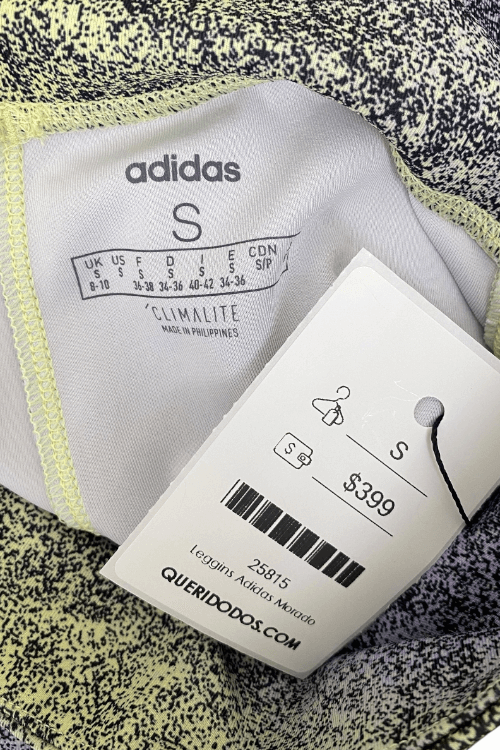 adidas
S
UK US F D I E CDN
S S S S S S S/P
8-10 36-38 34-36 40-42 34-36
CLIMALITE
MADE IN PHILIPPINES
S
$
$399
25815
Leggins Adidas Morado
QUERIDODOS.COM